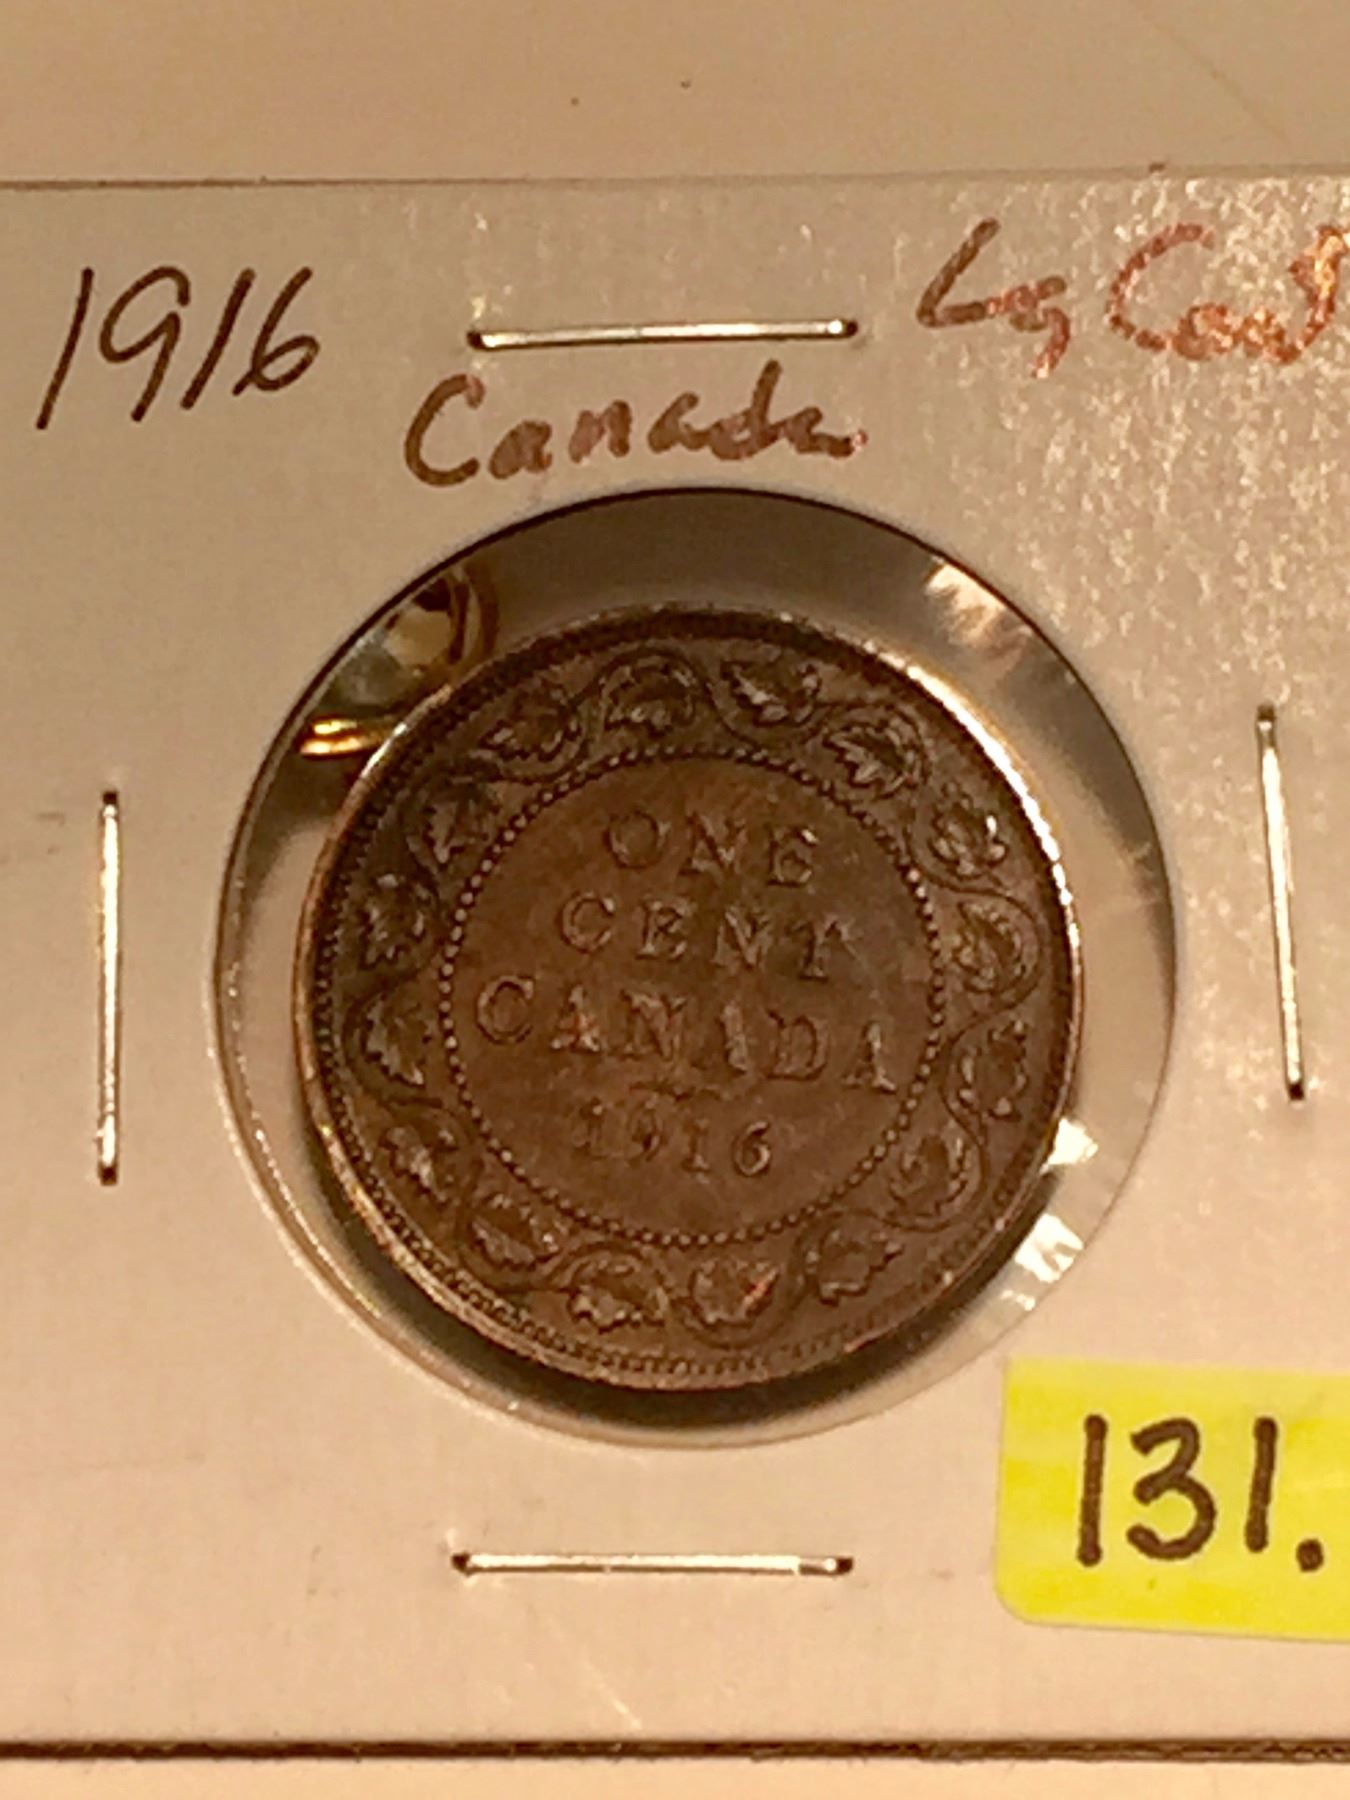 1916
Lg Cent
Canada
ONE
CENT
CANADA
1916
131.